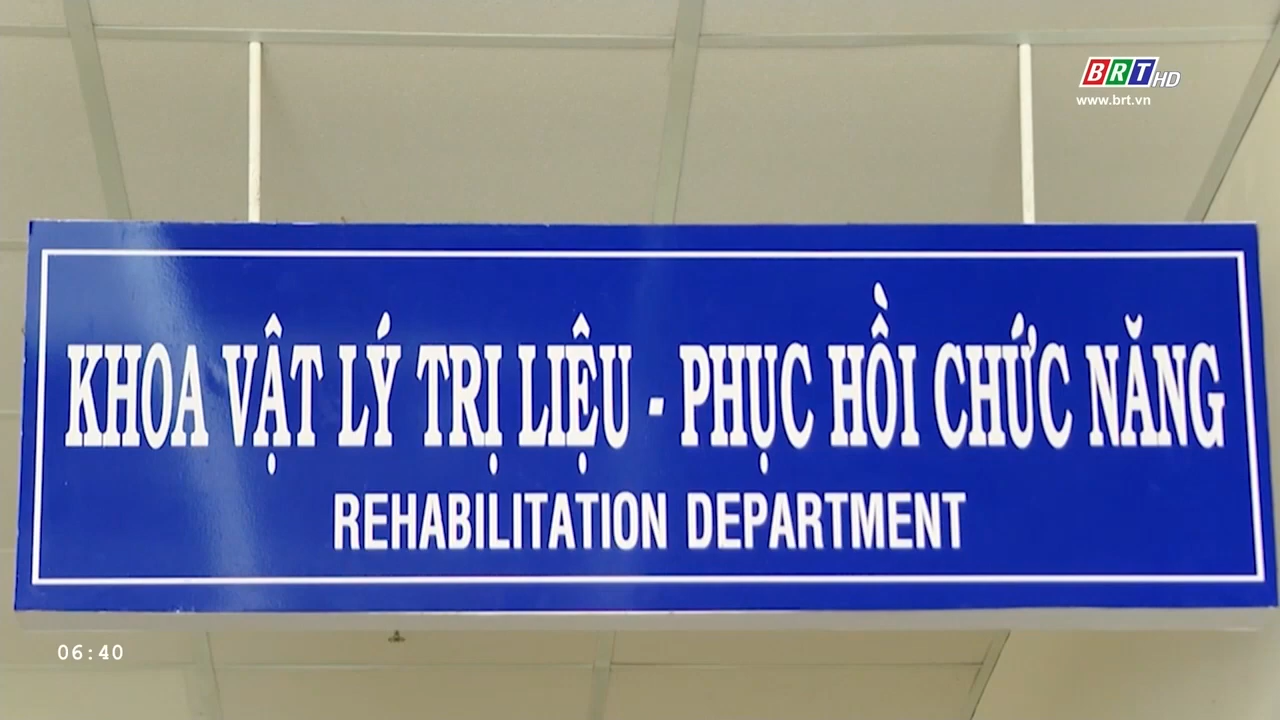 BRT HD
www.brt.vn
KHOA VẬT LÝ TRỊ LIỆU - PHỤC HỒI CHỨC NĂNG
REHABILITATION DEPARTMENT
06:40